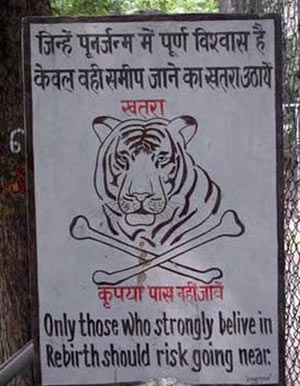 जिन्हें पूनर्जन्म में पूर्ण विश्वास है
केवल वही समीप जाने का खतरा उठायें
खतरा
कृपया पास नहीं जावें
Only those who strongly belive in
Rebirth should risk going near.
6